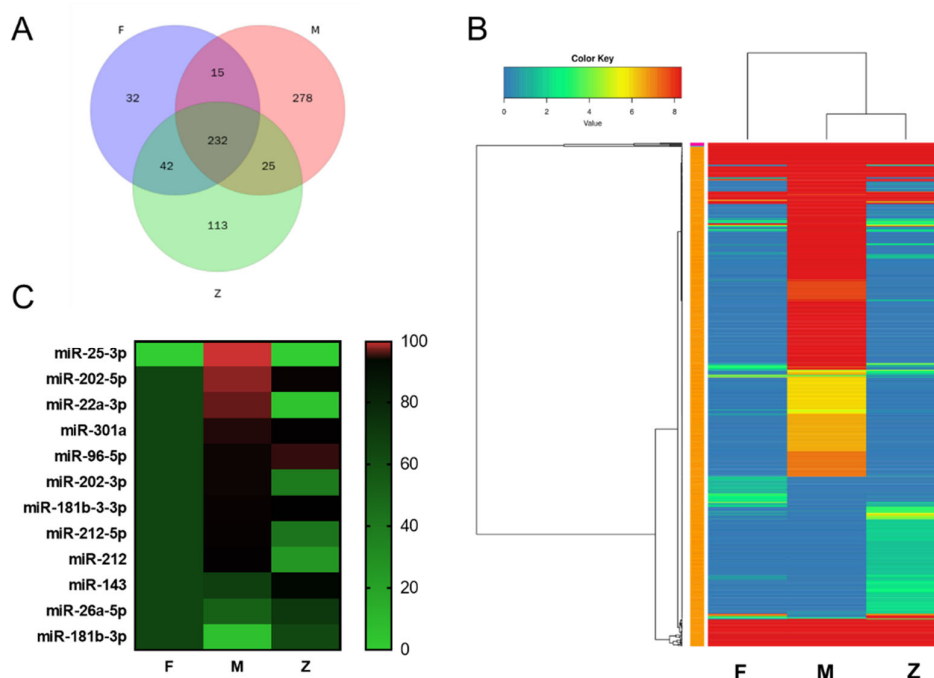 A
F
M
15
32
278
232
42
25
113
Z
B
Color Key
0 2 4 6 8
Value
F M Z
C
miR-25-3p
miR-202-5p
miR-22a-3p
miR-301a
miR-96-5p
miR-202-3p
miR-181b-3-3p
miR-212-5p
miR-212
miR-143
miR-26a-5p
miR-181b-3p
F M Z
100
80
60
40
20
0